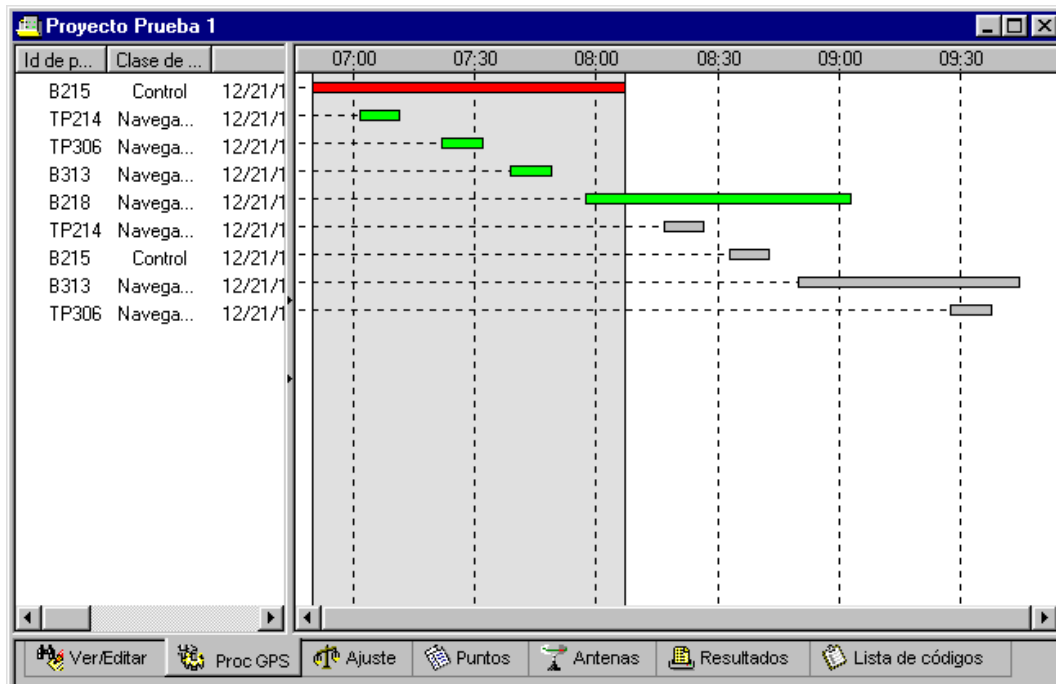 Proyecto Prueba 1
Id de p... Clase de ... 07:00 07:30 08:00 08:30 09:00 09:30
B215 Control 12/21/1
TP214 Navega... 12/21/1
TP306 Navega... 12/21/1
B313 Navega... 12/21/1
B218 Navega... 12/21/1
TP214 Navega... 12/21/1
B215 Control 12/21/1
B313 Navega... 12/21/1
TP306 Navega... 12/21/1
Ver/Editar Proc GPS Ajuste Puntos Antenas Resultados Lista de códigos